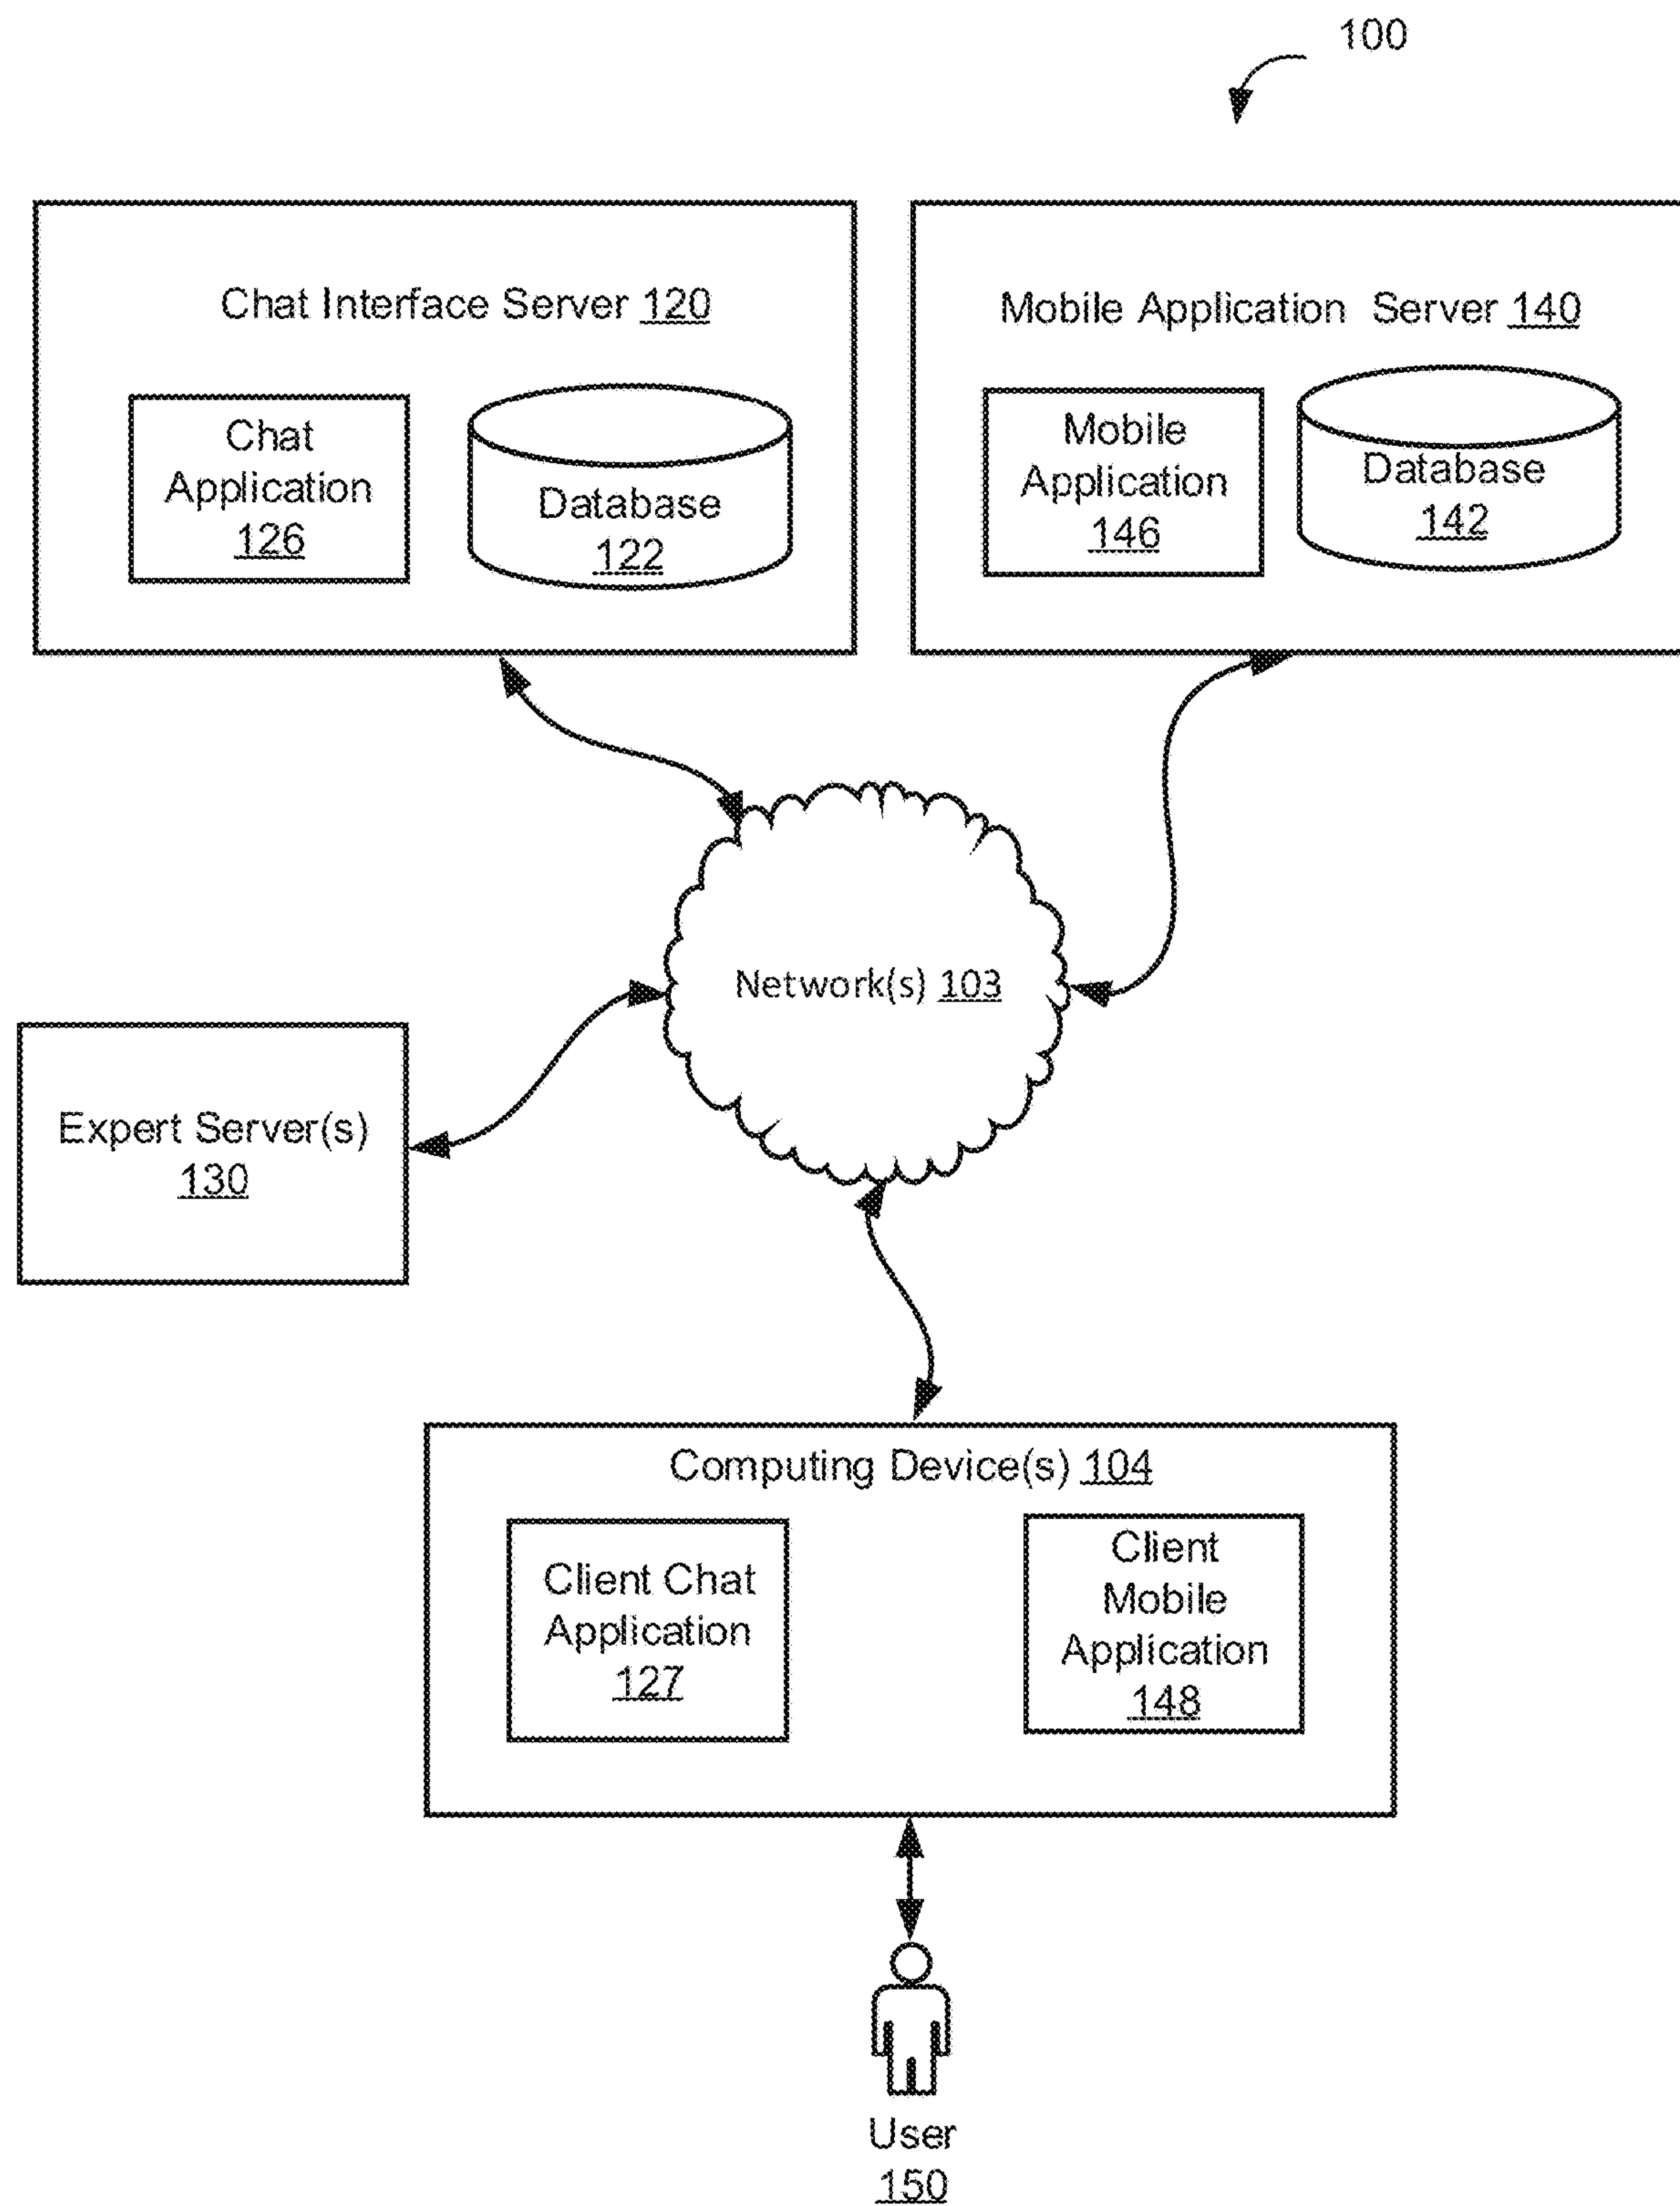 100
Chat Interface Server 120
Mobile Application Server 140
Chat
Application
126
Database
122
Mobile
Application
146
Database
142
Network(s) 103
Expert Server(s)
130
Computing Device(s) 104
Client Chat
Application
127
Client
Mobile
Application
148
User
150